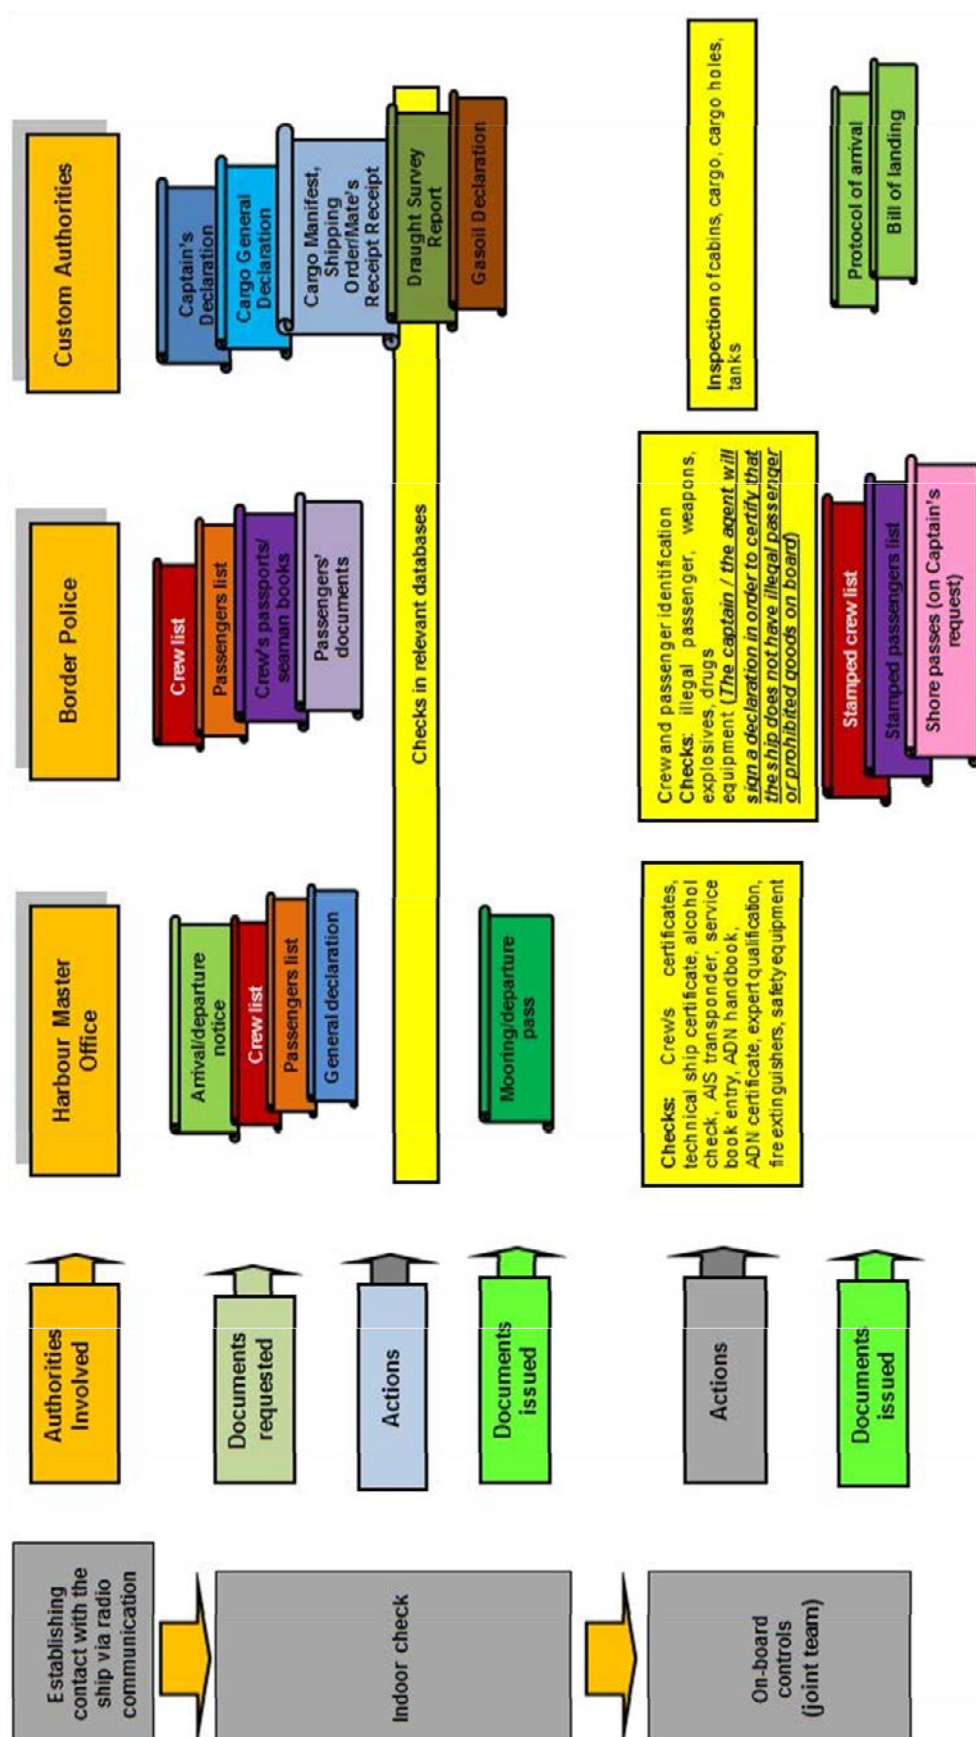 Establishing
contact with the
ship via radio
communication
Authorities
Involved
Harbour Master
Office
Border Police
Custom Authorities
Indoor check
Documents
requested
Arrival/departure
notice
Crew list
Passengers list
General declaration
Crew list
Passengers list
Crew's passports/
seaman books
Passengers'
documents
Captain's
Declaration
Cargo General
Declaration
Cargo Manifest,
Shipping
Order/Mate's
Receipt Receipt
Draught Survey
Report
Gasoil Declaration
Actions
Checks in relevant databases
Documents
issued
Mooring/departure
pass
On-board
controls
(joint team)
Actions
Checks: Crew's certificates,
technical ship certificate, alcohol
check, AIS transponder, service
book entry, ADN handbook,
ADN certificate, expert qualification,
fire extinguishers, safety equipment
Crew and passenger identification
Checks: illegal passenger, weapons,
explosives, drugs
equipment (The captain / the agent will
sign a declaration in order to certify that
the ship does not have illegal passenger
or prohibited goods on board)
Inspection of cabins, cargo, cargo holes,
tanks
Documents
issued
Stamped crew list
Stamped passengers list
Shore passes (on Captain's
request)
Protocol of arrival
Bill of landing